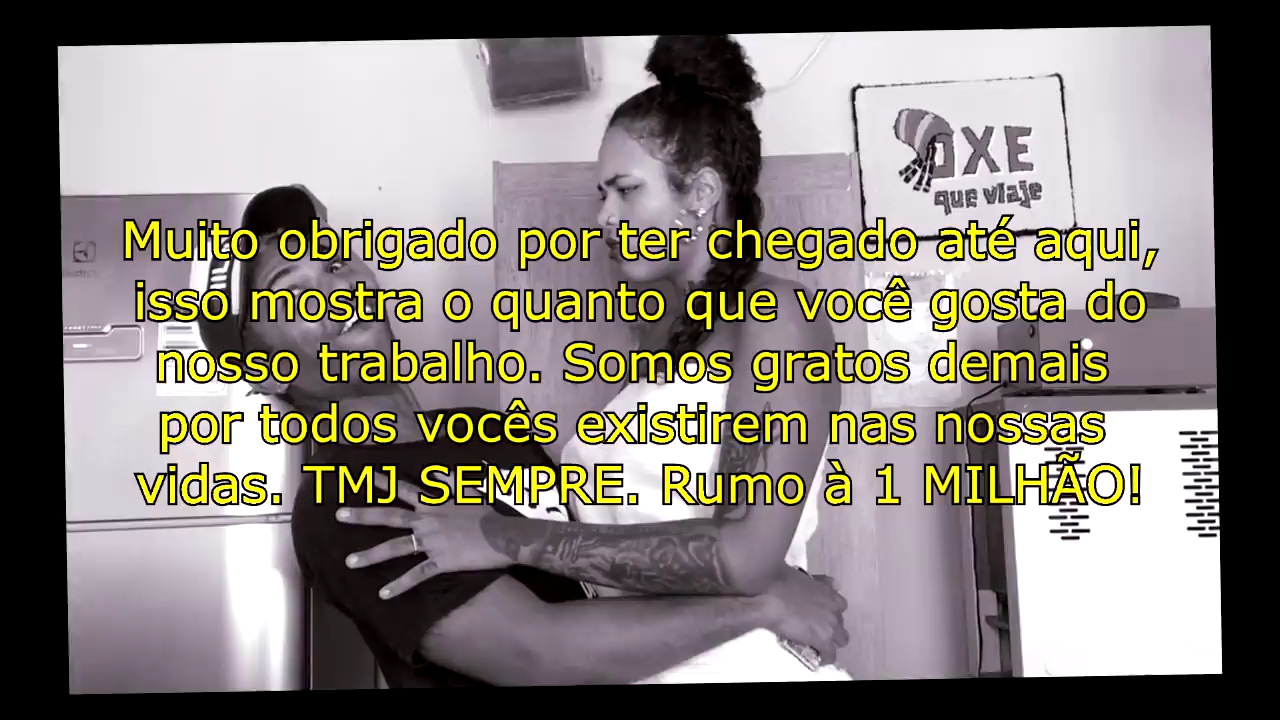 OXE
que viaje
Muito obrigado por ter chegado até aqui,
isso mostra o quanto que você gosta do
nosso trabalho. Somos gratos demais
por todos vocês existirem nas nossas
vidas. TMJ SEMPRE. Rumo à 1 MILHÃO!